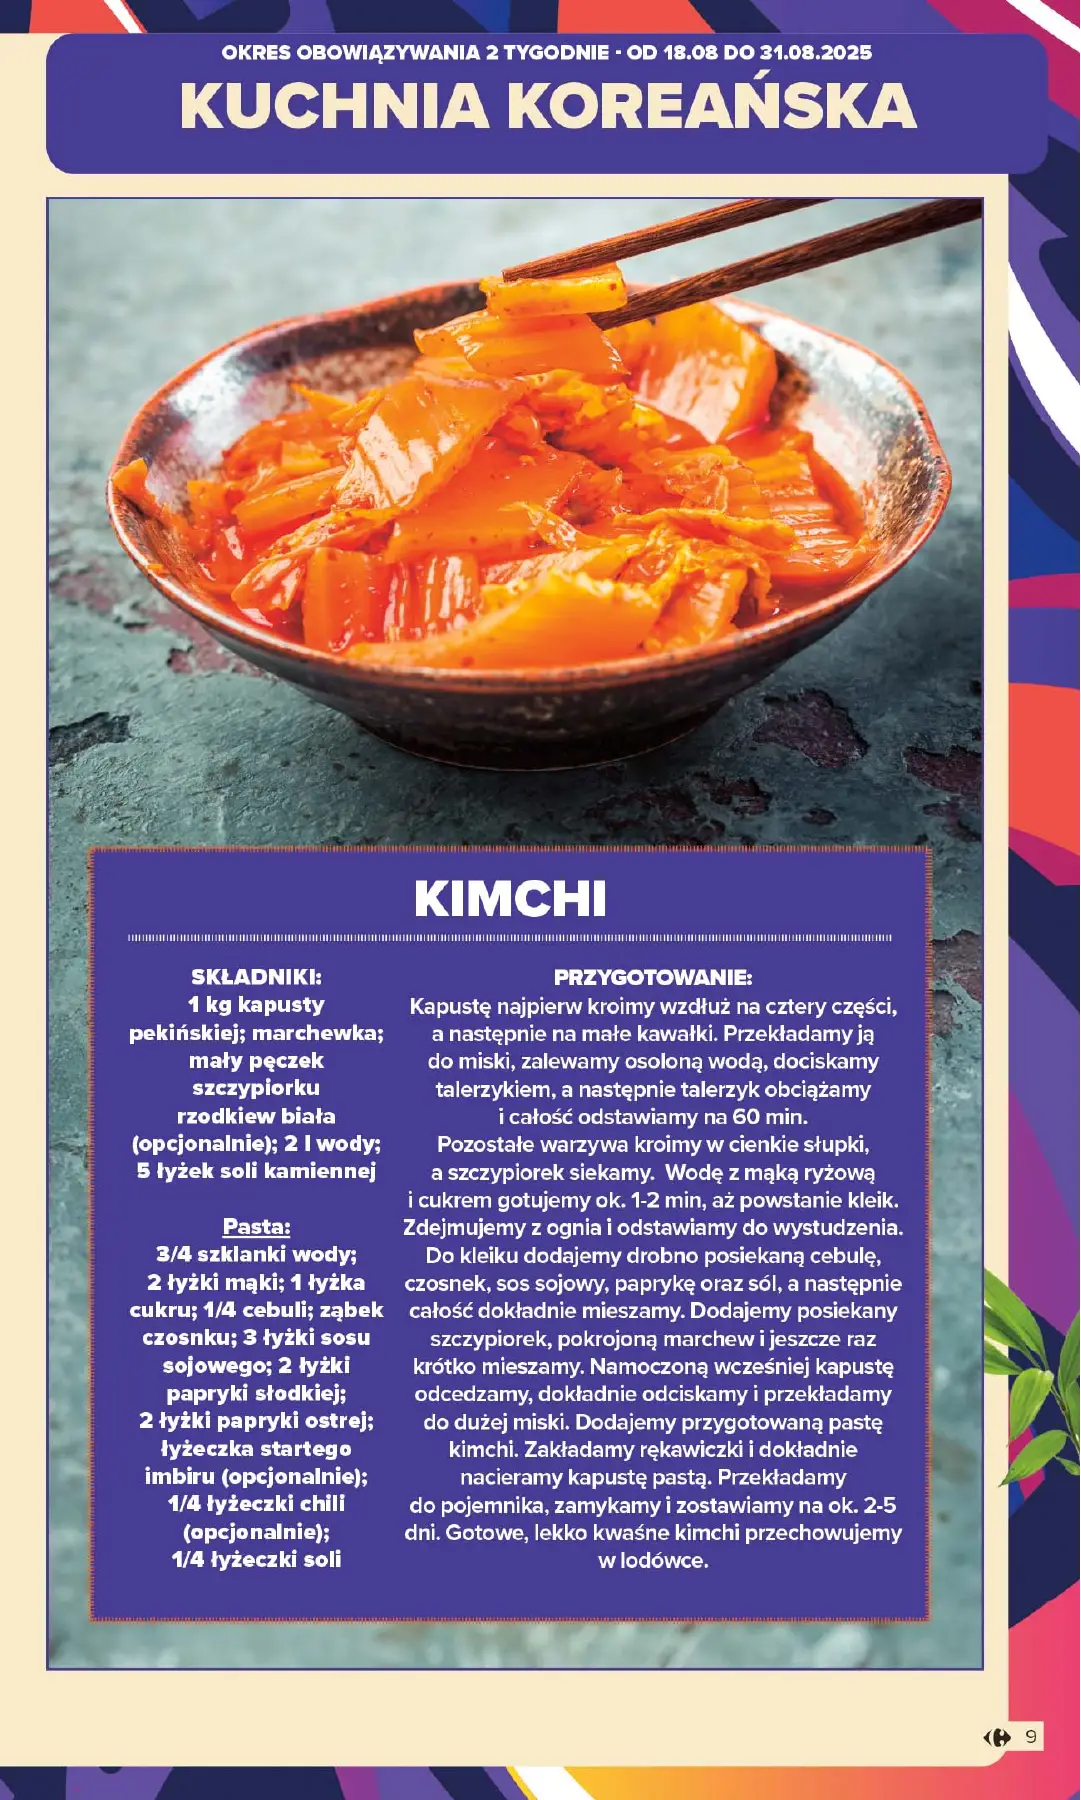 OKRES OBOWIĄZYWANIA 2 TYGODNIE - OD 18.08 DO 31.08.2025
KUCHNIA KOREAŃSKA
KIMCHI
SKŁADNIKI:
1 kg kapusty
pekińskiej; marchewka;
mały pęczek
szczypiorku
rzodkiew biała
(opcjonalnie); 2 l wody;
5 łyżek soli kamiennej
Pasta:
3/4 szklanki wody;
2 łyżki mąki; 1 łyżka
cukru; 1/4 cebuli; ząbek
czosnku; 3 łyżki sosu
sojowego; 2 łyżki
papryki słodkiej;
2 łyżki papryki ostrej;
łyżeczka startego
imbiru (opcjonalnie);
1/4 łyżeczki chili
(opcjonalnie);
1/4 łyżeczki soli
PRZYGOTOWANIE:
Kapustę najpierw kroimy wzdłuż na cztery części,
a następnie na małe kawałki. Przekładamy ją
do miski, zalewamy osoloną wodą, dociskamy
talerzykiem, a następnie talerzyk obciążamy
i całość odstawiamy na 60 min.
Pozostałe warzywa kroimy w cienkie słupki,
a szczypiorek siekamy. Wodę z mąką ryżową
i cukrem gotujemy ok. 1-2 min, aż powstanie kleik.
Zdejmujemy z ognia i odstawiamy do wystudzenia.
Do kleiku dodajemy drobno posiekaną cebulę,
czosnek, sos sojowy, paprykę oraz sól, a następnie
całość dokładnie mieszamy. Dodajemy posiekany
szczypiorek, pokrojoną marchew i jeszcze raz
krótko mieszamy. Namoczoną wcześniej kapustę
odcedzamy, dokładnie odciskamy i przekładamy
do dużej miski. Dodajemy przygotowaną pastę
kimchi. Zakładamy rękawiczki i dokładnie
nacieramy kapustę pastą. Przekładamy
do pojemnika, zamykamy i zostawiamy na ok. 2-5
dni. Gotowe, lekko kwaśne kimchi przechowujemy
w lodówce.
9